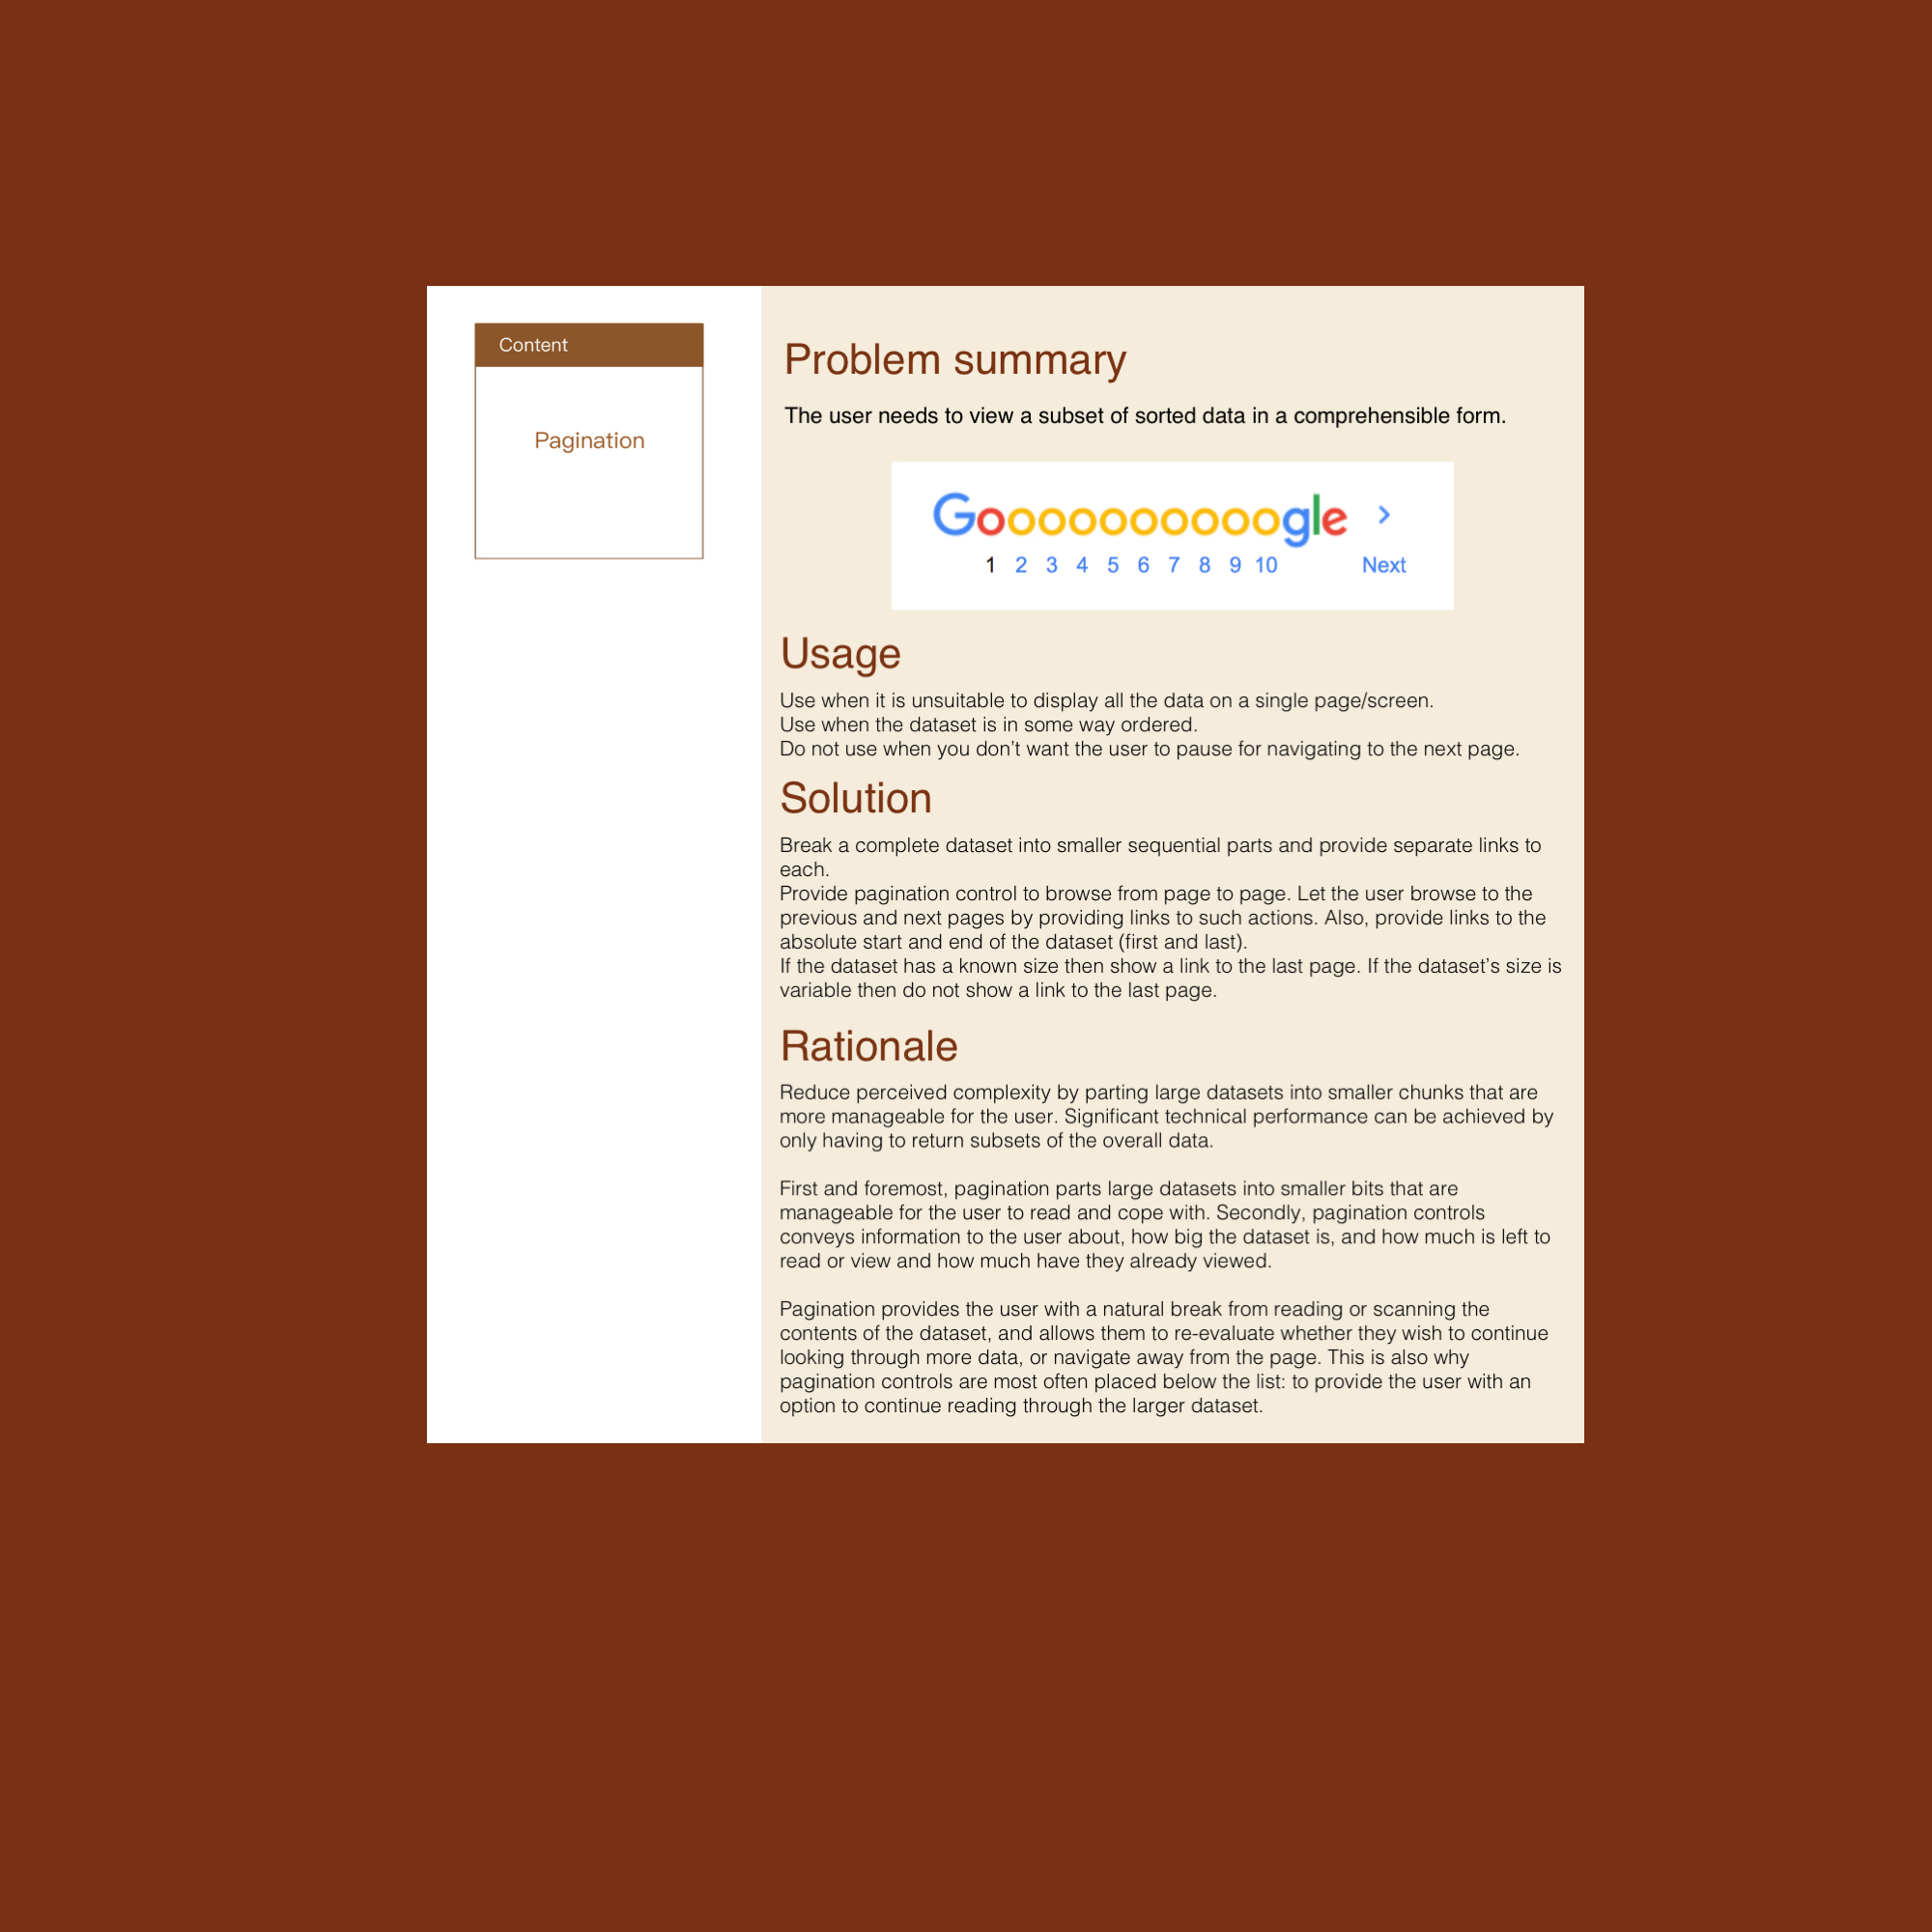 Content
Pagination
Problem summary
The user needs to view a subset of sorted data in a comprehensible form.
Goooooooooogle >
1 2 3 4 5 6 7 8 9 10 Next
Usage
Use when it is unsuitable to display all the data on a single page/screen.
Use when the dataset is in some way ordered.
Do not use when you don’t want the user to pause for navigating to the next page.
Solution
Break a complete dataset into smaller sequential parts and provide separate links to
each.
Provide pagination control to browse from page to page. Let the user browse to the
previous and next pages by providing links to such actions. Also, provide links to the
absolute start and end of the dataset (first and last).
If the dataset has a known size then show a link to the last page. If the dataset’s size is
variable then do not show a link to the last page.
Rationale
Reduce perceived complexity by parting large datasets into smaller chunks that are
more manageable for the user. Significant technical performance can be achieved by
only having to return subsets of the overall data.
First and foremost, pagination parts large datasets into smaller bits that are
manageable for the user to read and cope with. Secondly, pagination controls
conveys information to the user about, how big the dataset is, and how much is left to
read or view and how much have they already viewed.
Pagination provides the user with a natural break from reading or scanning the
contents of the dataset, and allows them to re-evaluate whether they wish to continue
looking through more data, or navigate away from the page. This is also why
pagination controls are most often placed below the list: to provide the user with an
option to continue reading through the larger dataset.